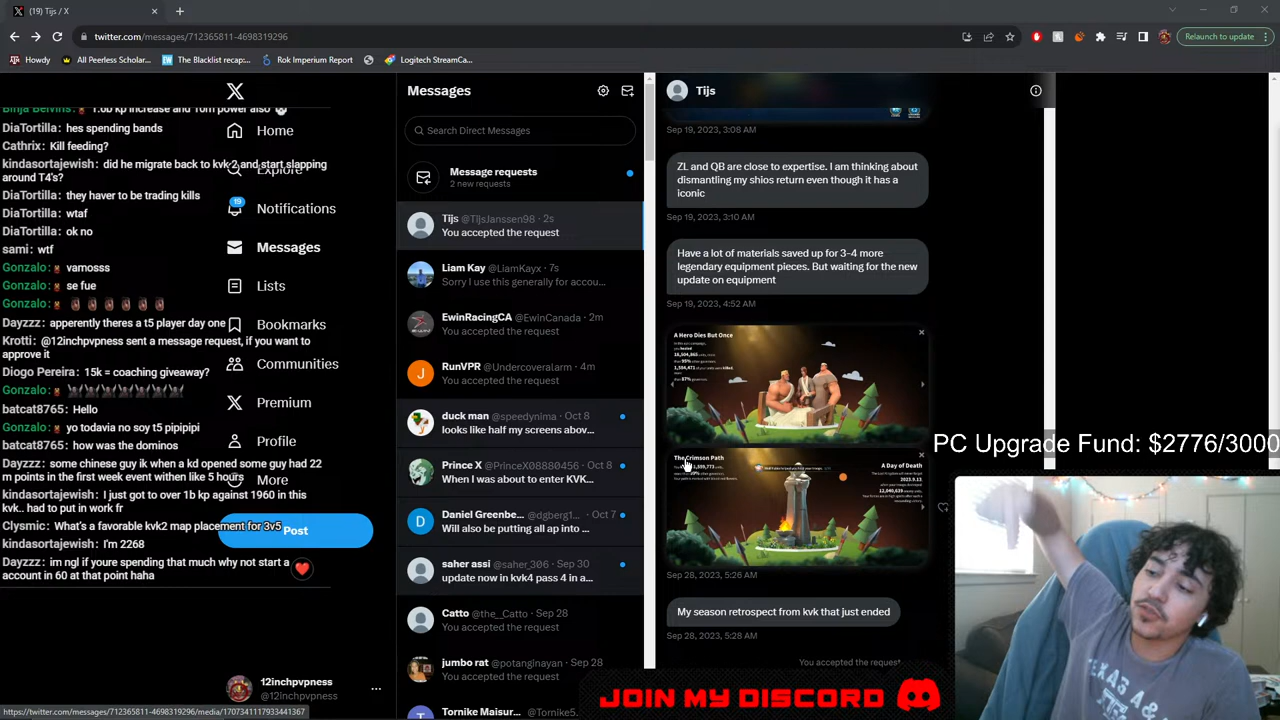 (19) Tijs / X
twitter.com/messages/712365811-4698319296
Relaunch to update
Howdy
All Peerless Scholar...
The Blacklist recap...
Rok Imperium Report
Logitech StreamCa...
DiaTortilla: hes spending bands
Cathrix: Kill feeding?
kindasortajewish: did he migrate back to kvk 2 and start slapping
around T4's?
DiaTortilla: they haver to be trading kills
DiaTortilla: wtaf
DiaTortilla: ok no
sami: wtf
Gonzalo: vamosss
Gonzalo: se fue
Gonzalo:
Dayzzz: apperently theres a t5 player day one
Krotti: @12inchpvpness sent a message request, if you want to
approve it
Diogo Pereira: 15k = coaching giveaway?
Gonzalo:
batcat8765: Hello
Gonzalo: yo todavia no soy t5 pipipipi
batcat8765: how was the dominos
Dayzzz: some chinese guy ik when a kd opened some guy had 22
m points in the first week event withen like 5 hours
kindasortajewish: I just got to over 1b kp against 1960 in this
kvk.. had to put in work fr
Clysmic: What's a favorable kvk2 map placement for 3v5
kindasortajewish: I'm 2268
Dayzzz: im ngl if youre spending that much why not start a
account in 60 at that point haha
Home
Explore
19
Notifications
Messages
Lists
Bookmarks
Communities
Premium
Profile
More
Post
12inchpvpness
@12inchpvpness
https://twitter.com/messages/712365811-4698319296/media/1707341117933441367
Messages
Search Direct Messages
Message requests
2 new requests
Tijs @TijsJanssen98 · 2s
You accepted the request
Liam Kay @LiamKayx · 7s
Sorry I use this generally for accou...
EwinRacingCA @EwinCanada · 2m
You accepted the request
RunVPR @Undercoveralarm · 4m
You accepted the request
duck man @speedynima · Oct 8
looks like half my screens abov...
Prince X @PrinceX08880456 · Oct 8
When I was about to enter KVK...
Daniel Greenbe... @dgberg1... · Oct 7
Will also be putting all ap into ...
saher assi @saher_306 · Sep 30
update now in kvk4 pass 4 in a...
Catto @the__Catto · Sep 28
You accepted the request
jumbo rat @potanginayan · Sep 28
You accepted the request
Tornike Maisur... @Tornike5...
Tijs
Sep 19, 2023, 3:08 AM
ZL and QB are close to expertise. I am thinking about
dismantling my shios return even though it has a
iconic
Sep 19, 2023, 3:10 AM
Have a lot of materials saved up for 3-4 more
legendary equipment pieces. But waiting for the new
update on equipment
Sep 19, 2023, 4:52 AM
A Hero Dies But Once
The Crimson Path
A Day of Death
2023.9.13
12,040,639
Sep 28, 2023, 5:26 AM
My season retrospect from kvk that just ended
Sep 28, 2023, 5:28 AM
You accepted the request
PC Upgrade Fund: $2776/3000
JOIN MY DISCORD